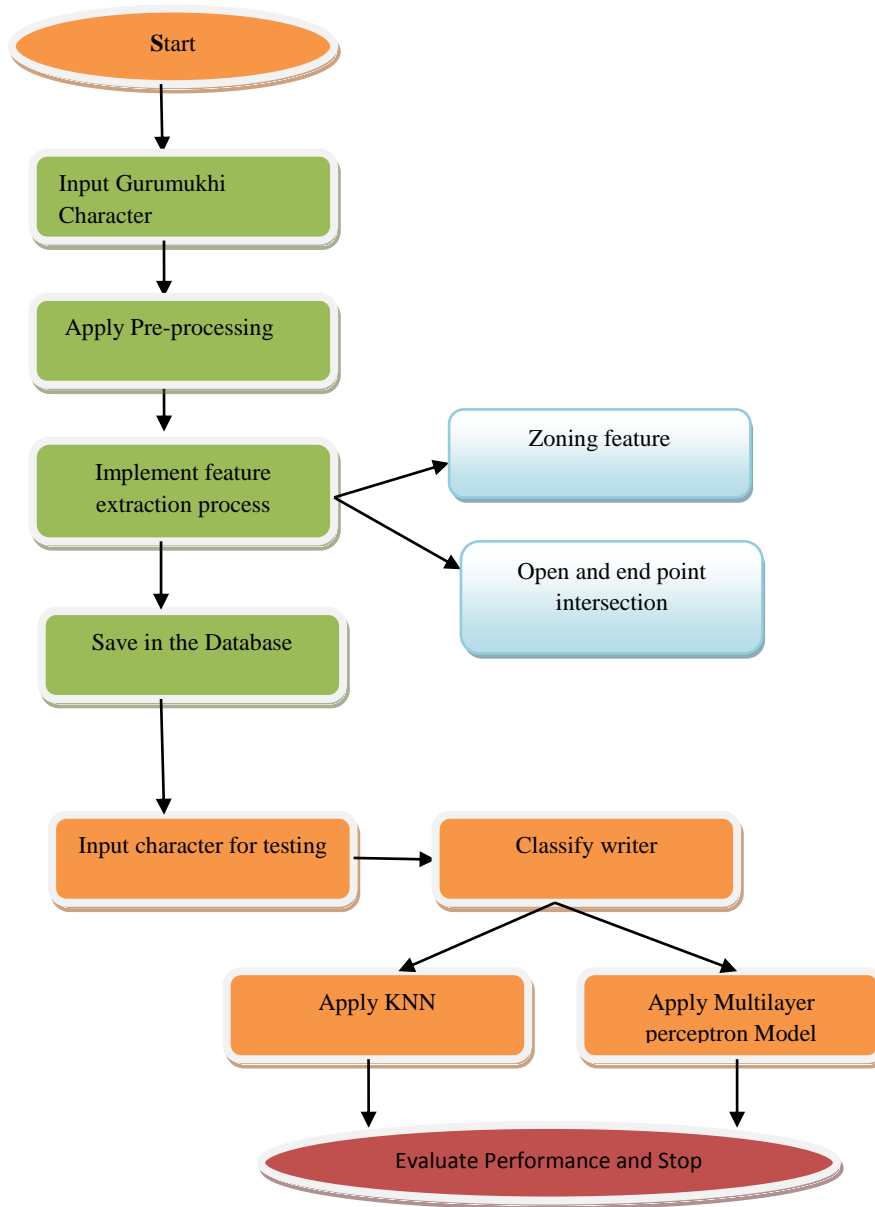 Start
Input Gurumukhi
Character
Apply Pre-processing
Implement feature
extraction process
Zoning feature
Open and end point
intersection
Save in the Database
Input character for testing
Classify writer
Apply KNN
Apply Multilayer
perceptron Model
Evaluate Performance and Stop